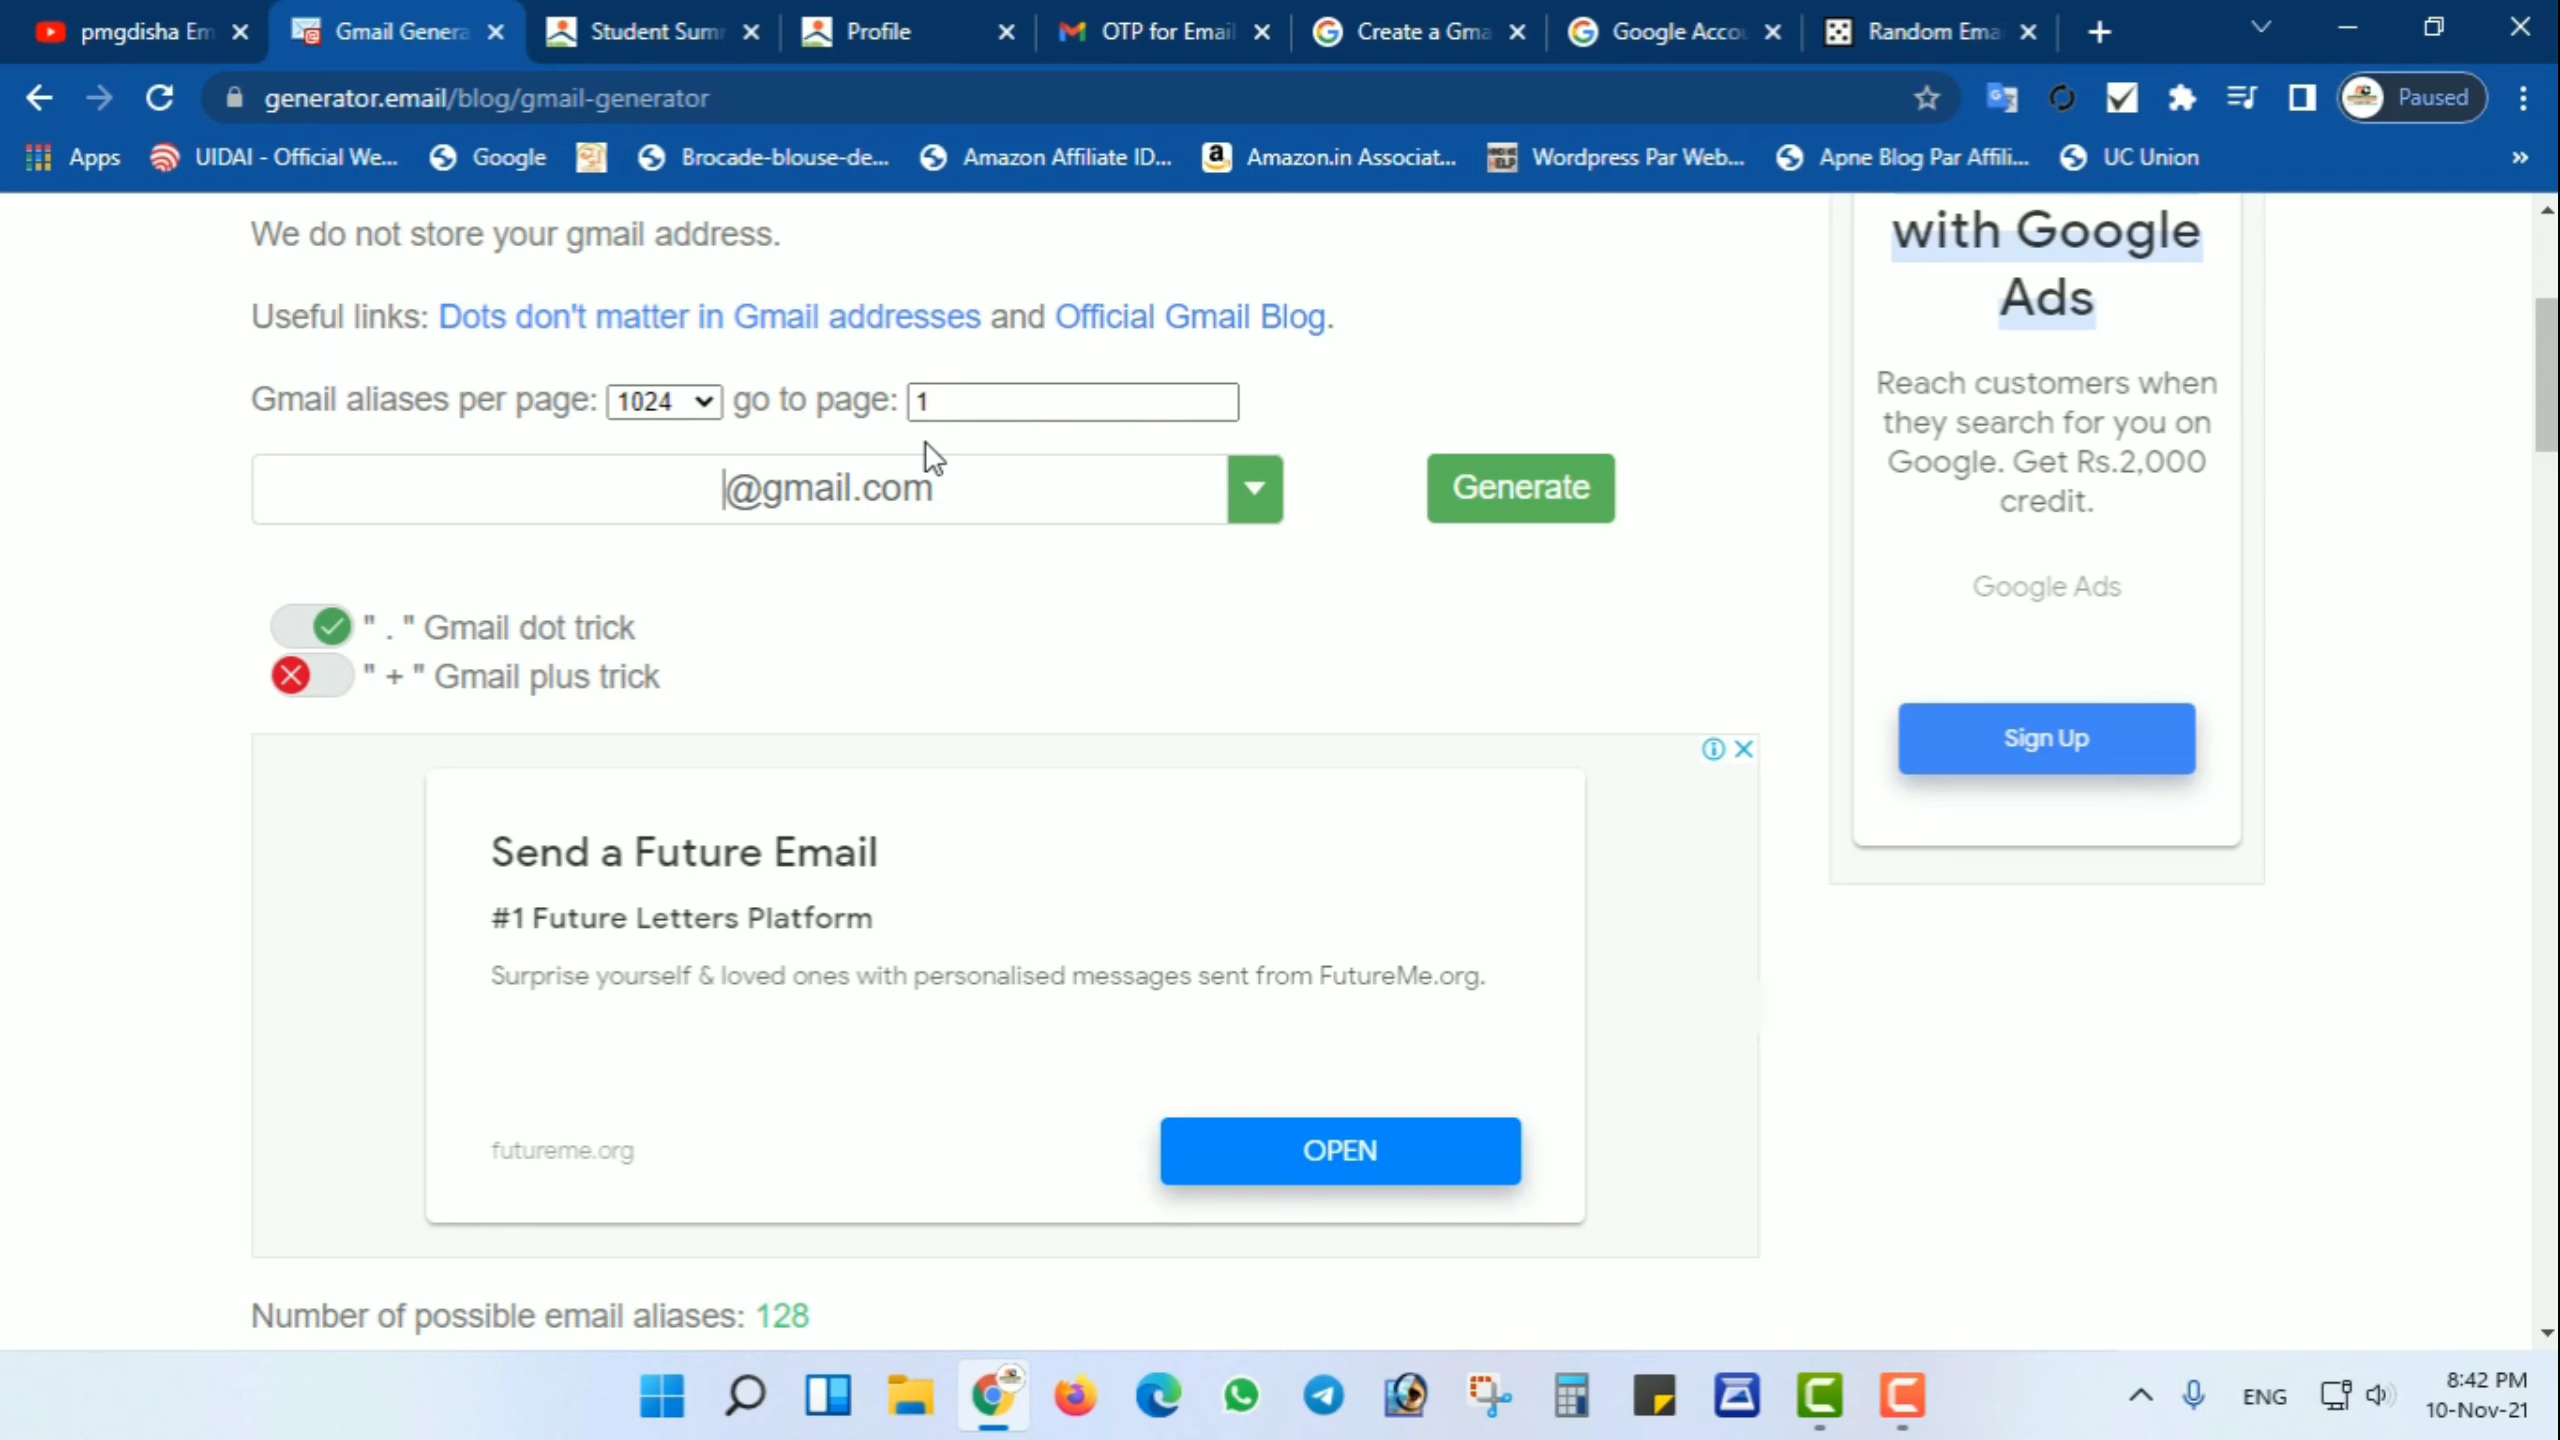 pmgdisha Em
Gmail Genera
Student Sum
Profile
OTP for Email
Create a Gma
Google Acco
Random Ema
generator.email/blog/gmail-generator
Paused
Apps
UIDAI - Official We...
Google
Brocade-blouse-de...
Amazon Affiliate ID...
Amazon.in Associat...
Wordpress Par Web...
Apne Blog Par Affili...
UC Union
»
We do not store your gmail address.
Useful links: Dots don't matter in Gmail addresses and Official Gmail Blog.
Gmail aliases per page: 1024 go to page: 1
@gmail.com
Generate
" . " Gmail dot trick
" + " Gmail plus trick
with Google
Ads
Reach customers when
they search for you on
Google. Get Rs.2,000
credit.
Google Ads
Sign Up
Send a Future Email
#1 Future Letters Platform
Surprise yourself & loved ones with personalised messages sent from FutureMe.org.
futureme.org
OPEN
Number of possible email aliases: 128
ENG
8:42 PM
10-Nov-21